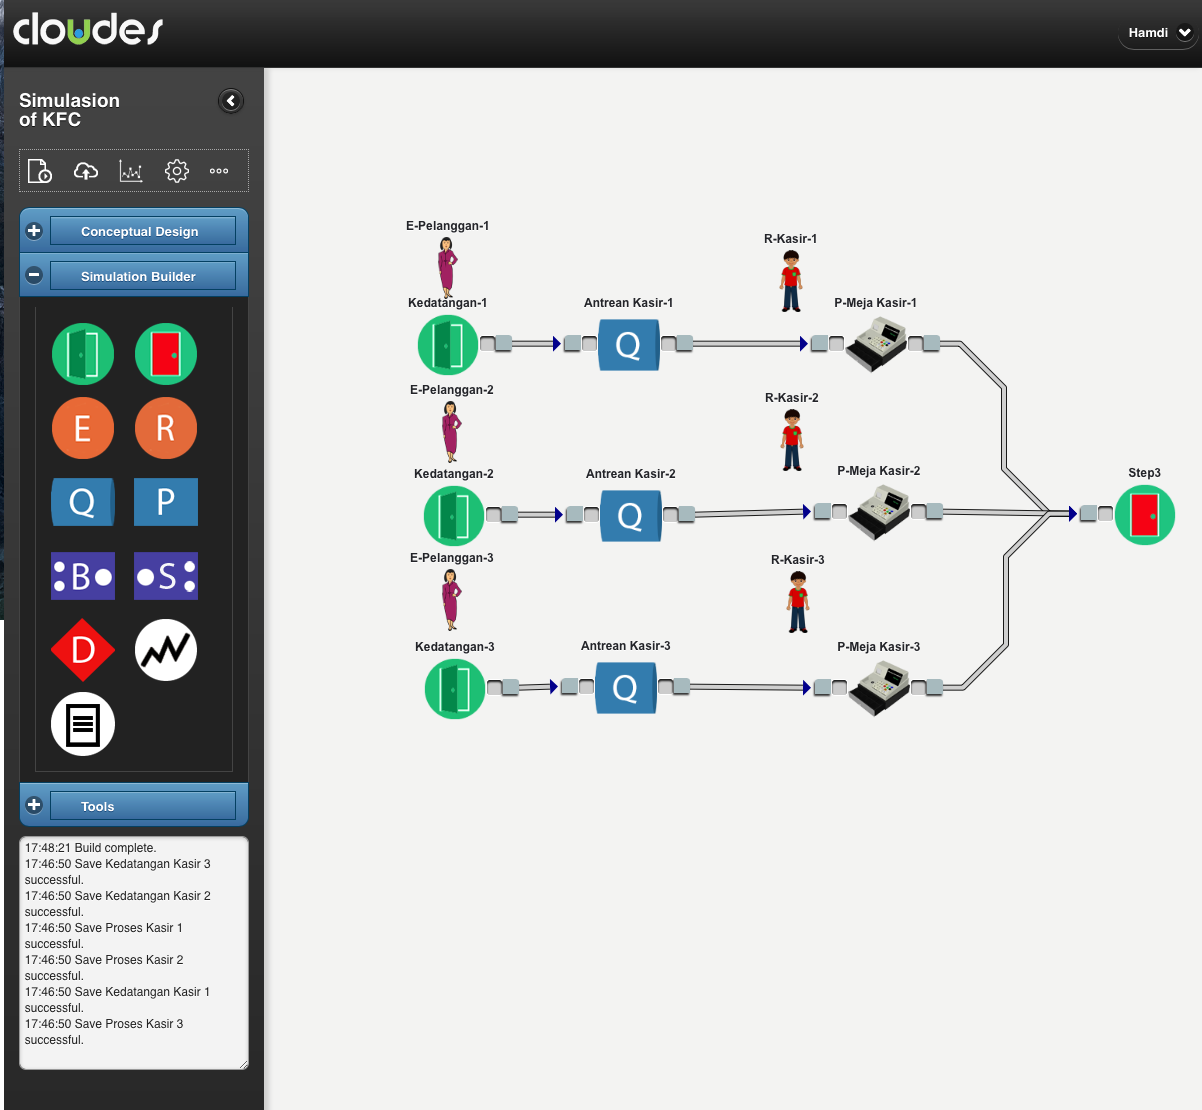 cloudes
Hamdi
Simulasion
of KFC
Conceptual Design
Simulation Builder
E
R
Q
P
B
S
D
Tools
17:48:21 Build complete.
17:46:50 Save Kedatangan Kasir 3
successful.
17:46:50 Save Kedatangan Kasir 2
successful.
17:46:50 Save Proses Kasir 1
successful.
17:46:50 Save Proses Kasir 2
successful.
17:46:50 Save Kedatangan Kasir 1
successful.
17:46:50 Save Proses Kasir 3
successful.
E-Pelanggan-1
R-Kasir-1
Kedatangan-1
Antrean Kasir-1
P-Meja Kasir-1
Q
E-Pelanggan-2
R-Kasir-2
Kedatangan-2
Antrean Kasir-2
P-Meja Kasir-2
Step3
Q
E-Pelanggan-3
R-Kasir-3
Kedatangan-3
Antrean Kasir-3
P-Meja Kasir-3
Q